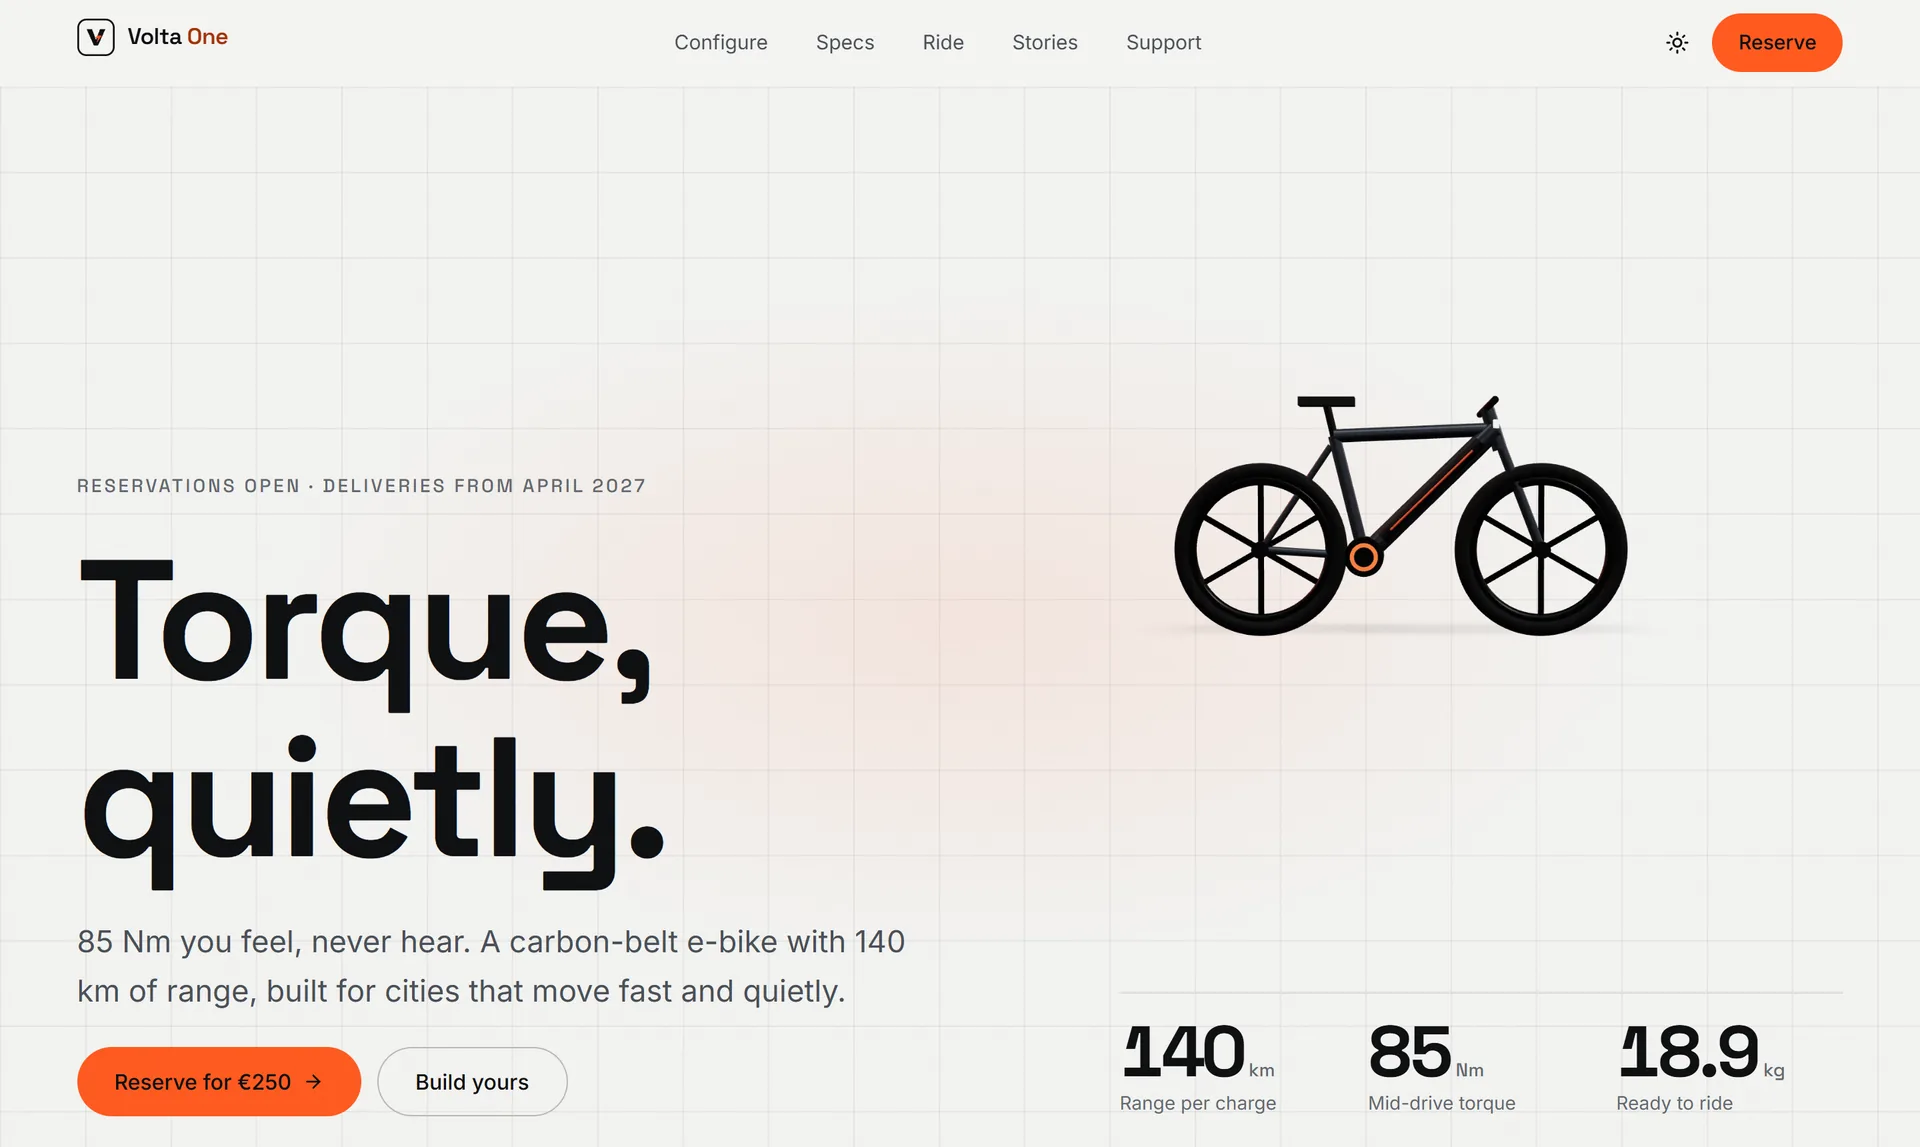 V Volta One
Configure
Specs
Ride
Stories
Support
Reserve
RESERVATIONS OPEN · DELIVERIES FROM APRIL 2027
Torque,
quietly.
85 Nm you feel, never hear. A carbon-belt e-bike with 140
km of range, built for cities that move fast and quietly.
Reserve for €250 →
Build yours
140 km
Range per charge
85 Nm
Mid-drive torque
18.9 kg
Ready to ride